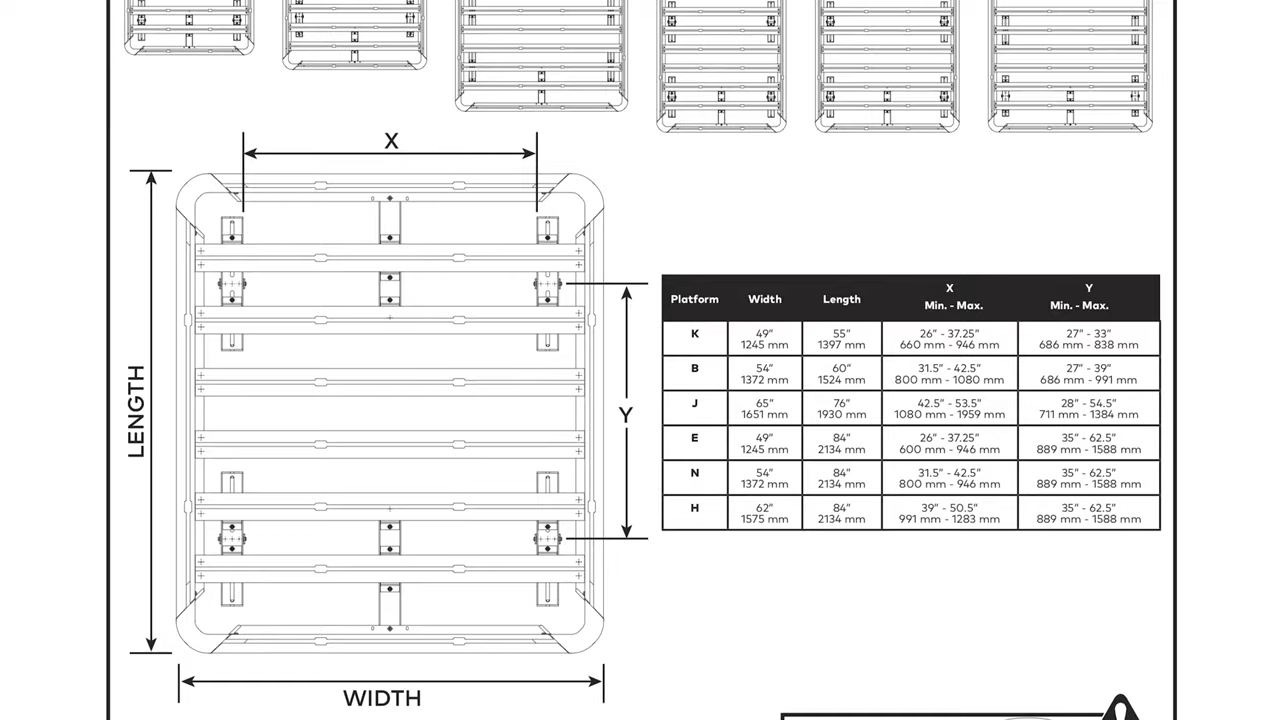 X
LENGTH
Y
WIDTH
Platform Width Length X Min. - Max. Y Min. - Max.
K 49” 55” 26” - 37.25” 27” - 33”
1245 mm 1397 mm 660 mm - 946 mm 686 mm - 838 mm
B 54” 60” 31.5” - 42.5” 27” - 39”
1372 mm 1524 mm 800 mm - 1080 mm 686 mm - 991 mm
J 65” 76” 42.5” - 53.5” 28” - 54.5”
1651 mm 1930 mm 1080 mm - 1959 mm 711 mm - 1384 mm
E 49” 84” 26” - 37.25” 35” - 62.5”
1245 mm 2134 mm 600 mm - 946 mm 889 mm - 1588 mm
N 54” 84” 31.5” - 42.5” 35” - 62.5”
1372 mm 2134 mm 800 mm - 946 mm 889 mm - 1588 mm
H 62” 84” 39” - 50.5” 35” - 62.5”
1575 mm 2134 mm 991 mm - 1283 mm 889 mm - 1588 mm